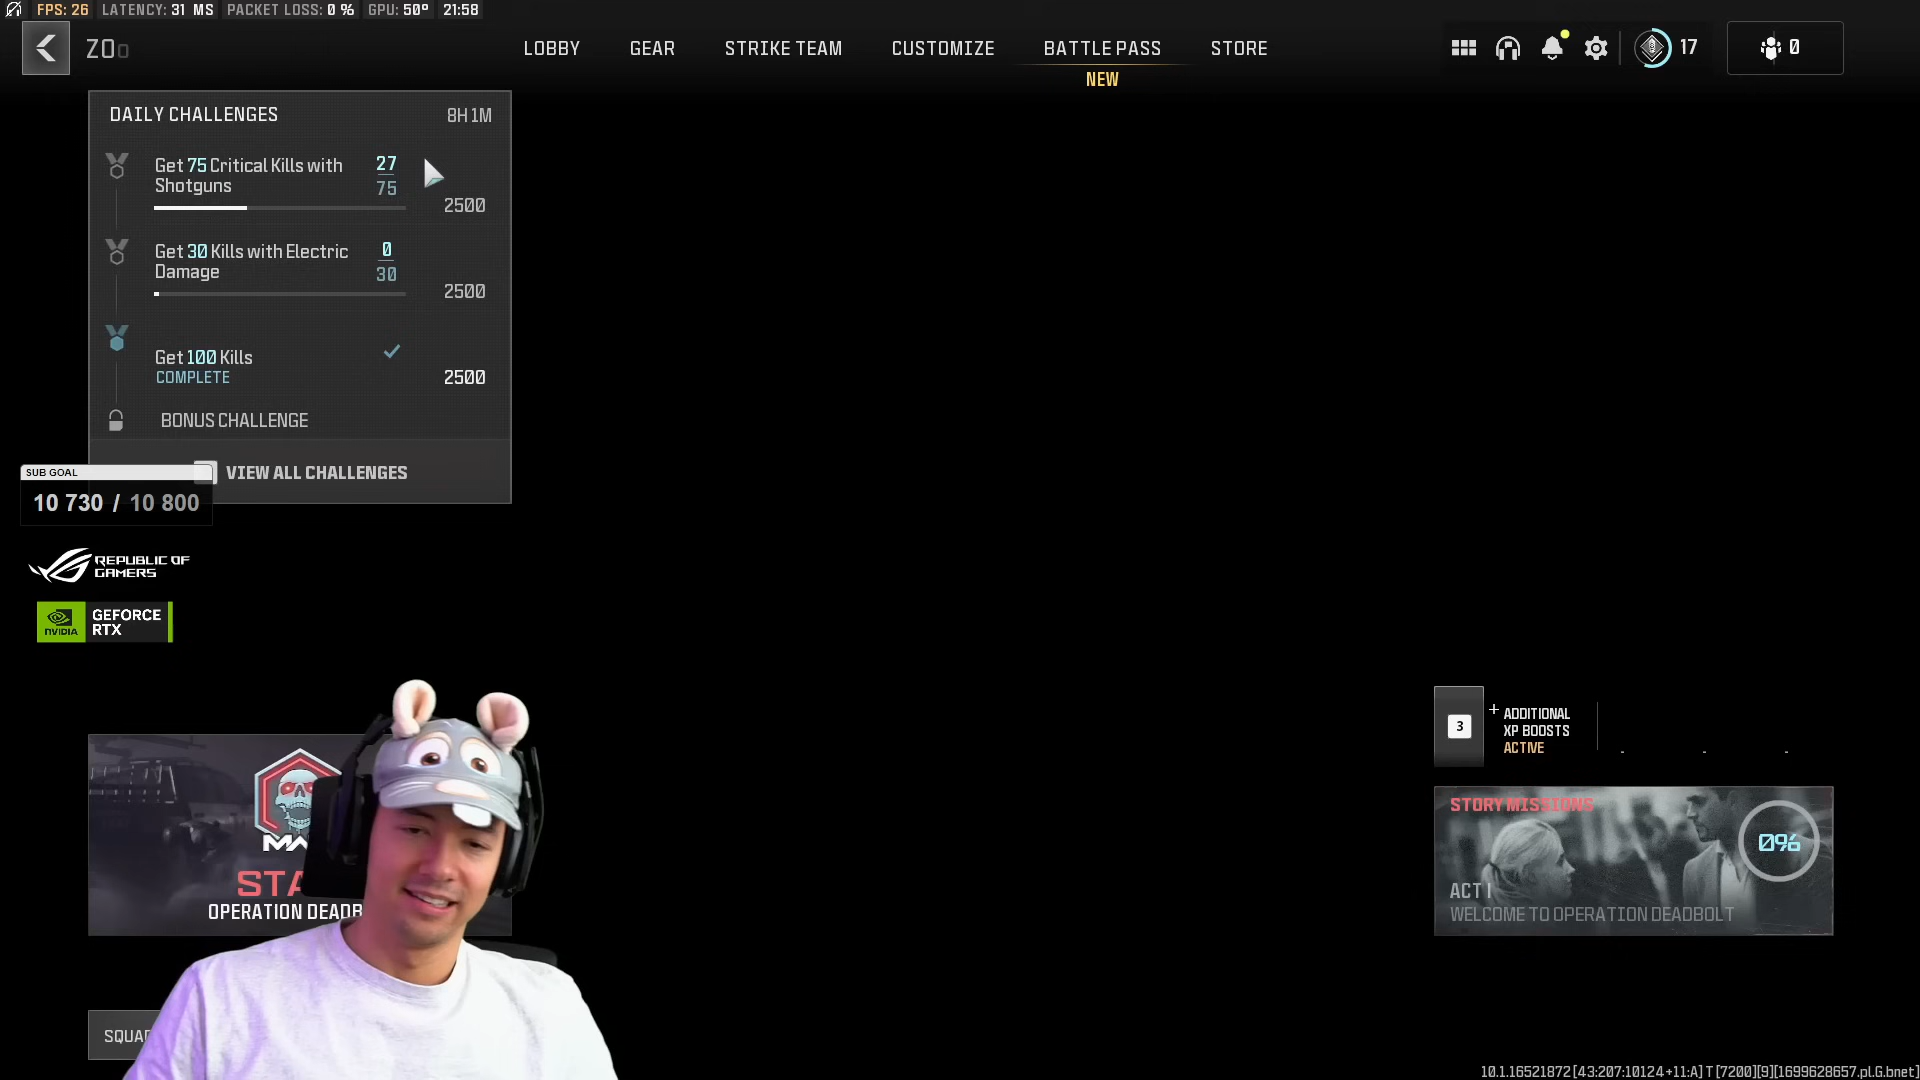 FPS: 26 LATENCY: 31 MS PACKET LOSS: 0 % GPU: 50° 21:58
ZO
LOBBY GEAR STRIKE TEAM CUSTOMIZE BATTLE PASS STORE
NEW
17
0
DAILY CHALLENGES 8H 1M
Get 75 Critical Kills with
Shotguns
27
75
2500
Get 30 Kills with Electric
Damage
0
30
2500
Get 100 Kills
COMPLETE
2500
BONUS CHALLENGE
VIEW ALL CHALLENGES
SUB GOAL
10 730 / 10 800
REPUBLIC OF
GAMERS
NVIDIA
GEFORCE
RTX
3
+ ADDITIONAL
XP BOOSTS
ACTIVE
STORY MISSIONS
0%
ACT I
WELCOME TO OPERATION DEADBOLT
OPERATION DEADB
10.1.16521872 [43:207:10124+11:A] T [7200][9][1699628657.pl.G.bnet]